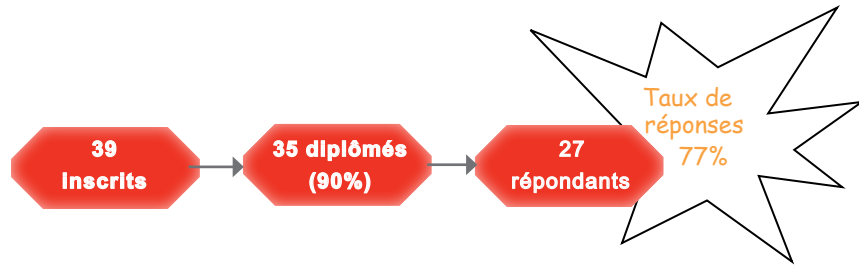 39
inscrits
35 diplômés
(90%)
27
répondants
Taux de
réponses
77%